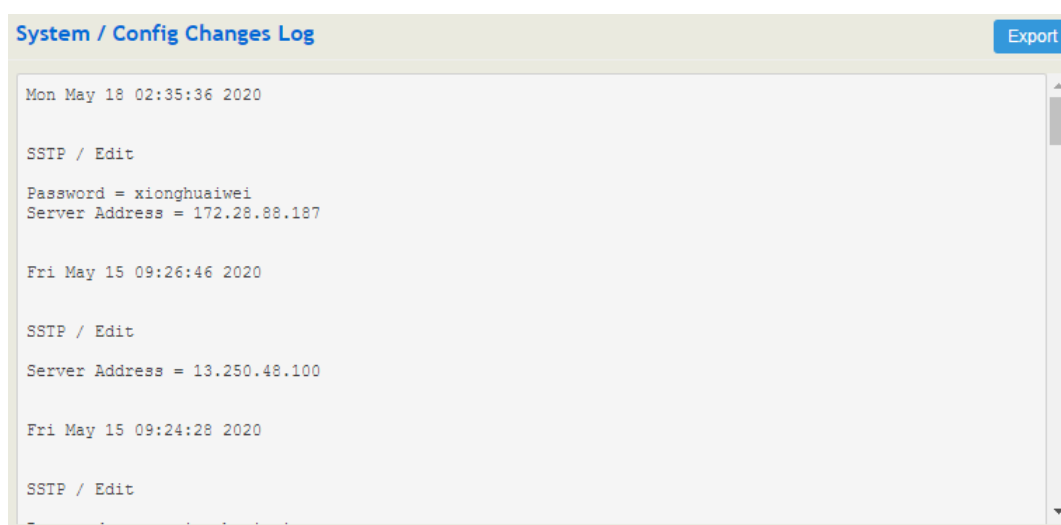 System / Config Changes Log
Export
Mon May 18 02:35:36 2020
SSTP / Edit
Password = xionghuaiwei
Server Address = 172.28.88.187
Fri May 15 09:26:46 2020
SSTP / Edit
Server Address = 13.250.48.100
Fri May 15 09:24:28 2020
SSTP / Edit